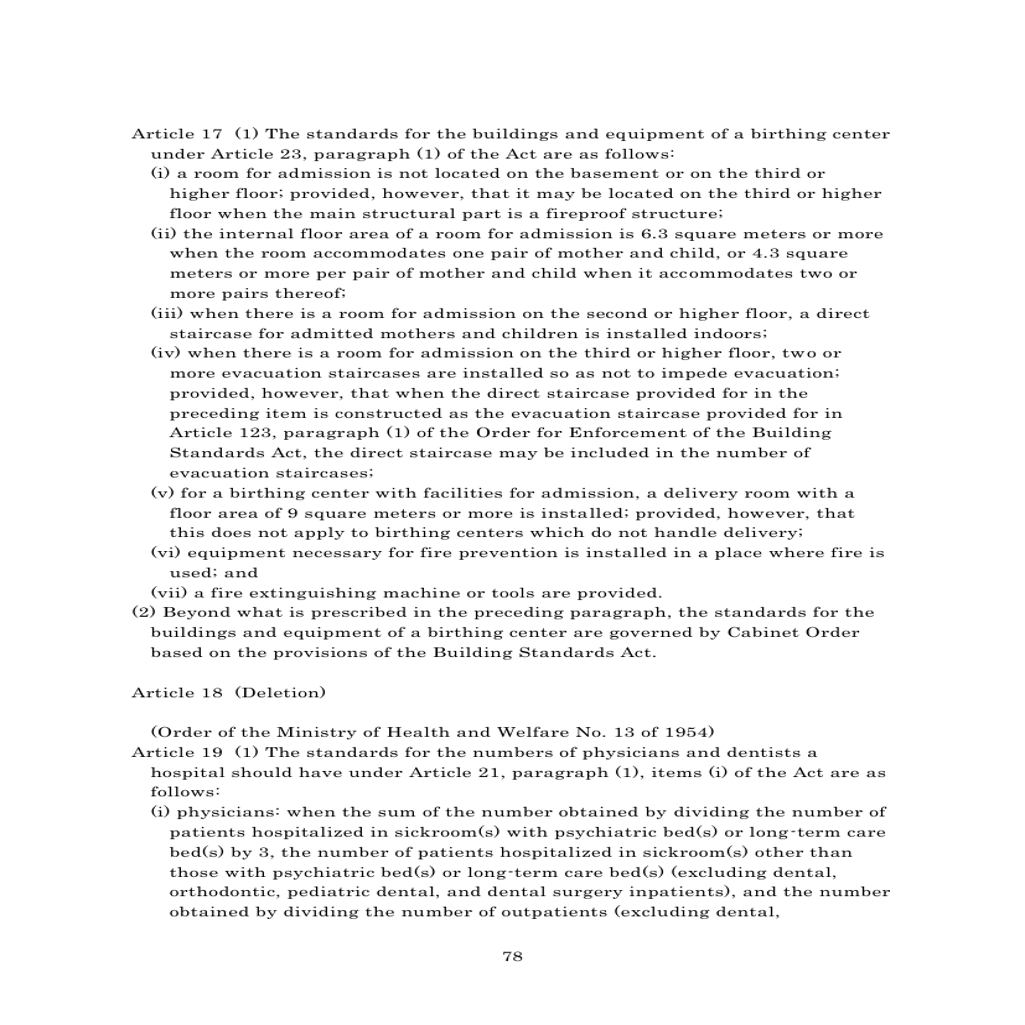 Article 17  (1) The standards for the buildings and equipment of a birthing center
under Article 23, paragraph (1) of the Act are as follows:
(i) a room for admission is not located on the basement or on the third or
higher floor; provided, however, that it may be located on the third or higher
floor when the main structural part is a fireproof structure;
(ii) the internal floor area of a room for admission is 6.3 square meters or more
when the room accommodates one pair of mother and child, or 4.3 square
meters or more per pair of mother and child when it accommodates two or
more pairs thereof;
(iii) when there is a room for admission on the second or higher floor, a direct
staircase for admitted mothers and children is installed indoors;
(iv) when there is a room for admission on the third or higher floor, two or
more evacuation staircases are installed so as not to impede evacuation;
provided, however, that when the direct staircase provided for in the
preceding item is constructed as the evacuation staircase provided for in
Article 123, paragraph (1) of the Order for Enforcement of the Building
Standards Act, the direct staircase may be included in the number of
evacuation staircases;
(v) for a birthing center with facilities for admission, a delivery room with a
floor area of 9 square meters or more is installed; provided, however, that
this does not apply to birthing centers which do not handle delivery;
(vi) equipment necessary for fire prevention is installed in a place where fire is
used; and
(vii) a fire extinguishing machine or tools are provided.
(2) Beyond what is prescribed in the preceding paragraph, the standards for the
buildings and equipment of a birthing center are governed by Cabinet Order
based on the provisions of the Building Standards Act.
Article 18  (Deletion)
(Order of the Ministry of Health and Welfare No. 13 of 1954)
Article 19  (1) The standards for the numbers of physicians and dentists a
hospital should have under Article 21, paragraph (1), items (i) of the Act are as
follows:
(i) physicians: when the sum of the number obtained by dividing the number of
patients hospitalized in sickroom(s) with psychiatric bed(s) or long-term care
bed(s) by 3, the number of patients hospitalized in sickroom(s) other than
those with psychiatric bed(s) or long-term care bed(s) (excluding dental,
orthodontic, pediatric dental, and dental surgery inpatients), and the number
obtained by dividing the number of outpatients (excluding dental,
78